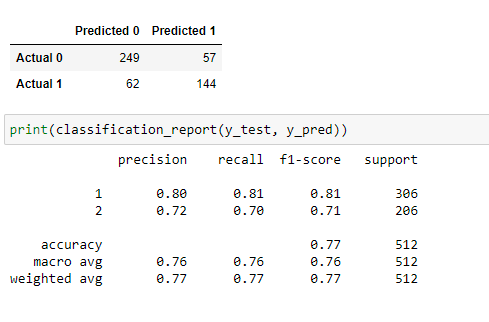 Predicted 0 Predicted 1
Actual 0 249 57
Actual 1 62 144
print(classification_report(y_test, y_pred))
precision recall f1-score support
1 0.80 0.81 0.81 306
2 0.72 0.70 0.71 206
accuracy 0.77 512
macro avg 0.76 0.76 0.76 512
weighted avg 0.77 0.77 0.77 512